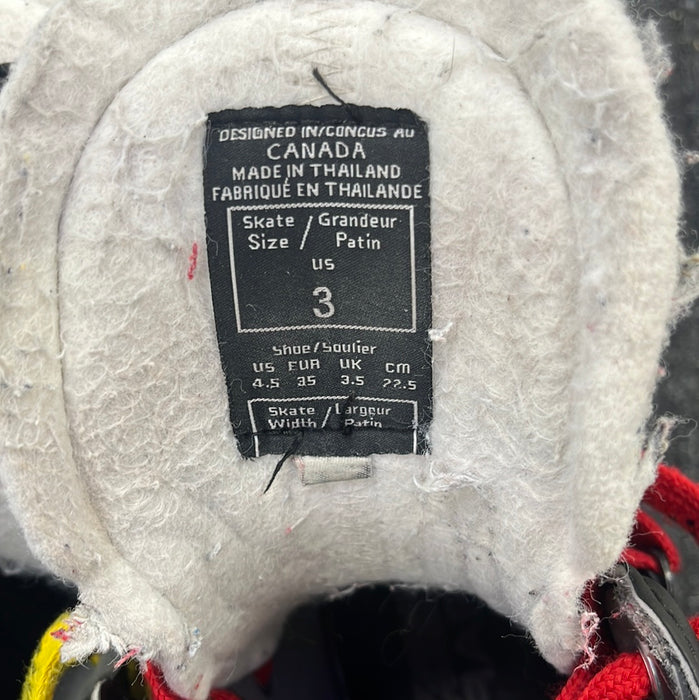 DESIGNED IN/CONCUS AU
CANADA
MADE IN THAILAND
FABRIQUÉ EN THAILANDE
Skate / Grandeur
Size / Patin
US
3
Shoe/Soulier
US EUR UK CM
4.5 35 3.5 22.5
Skate / Largeur
Width / Patin